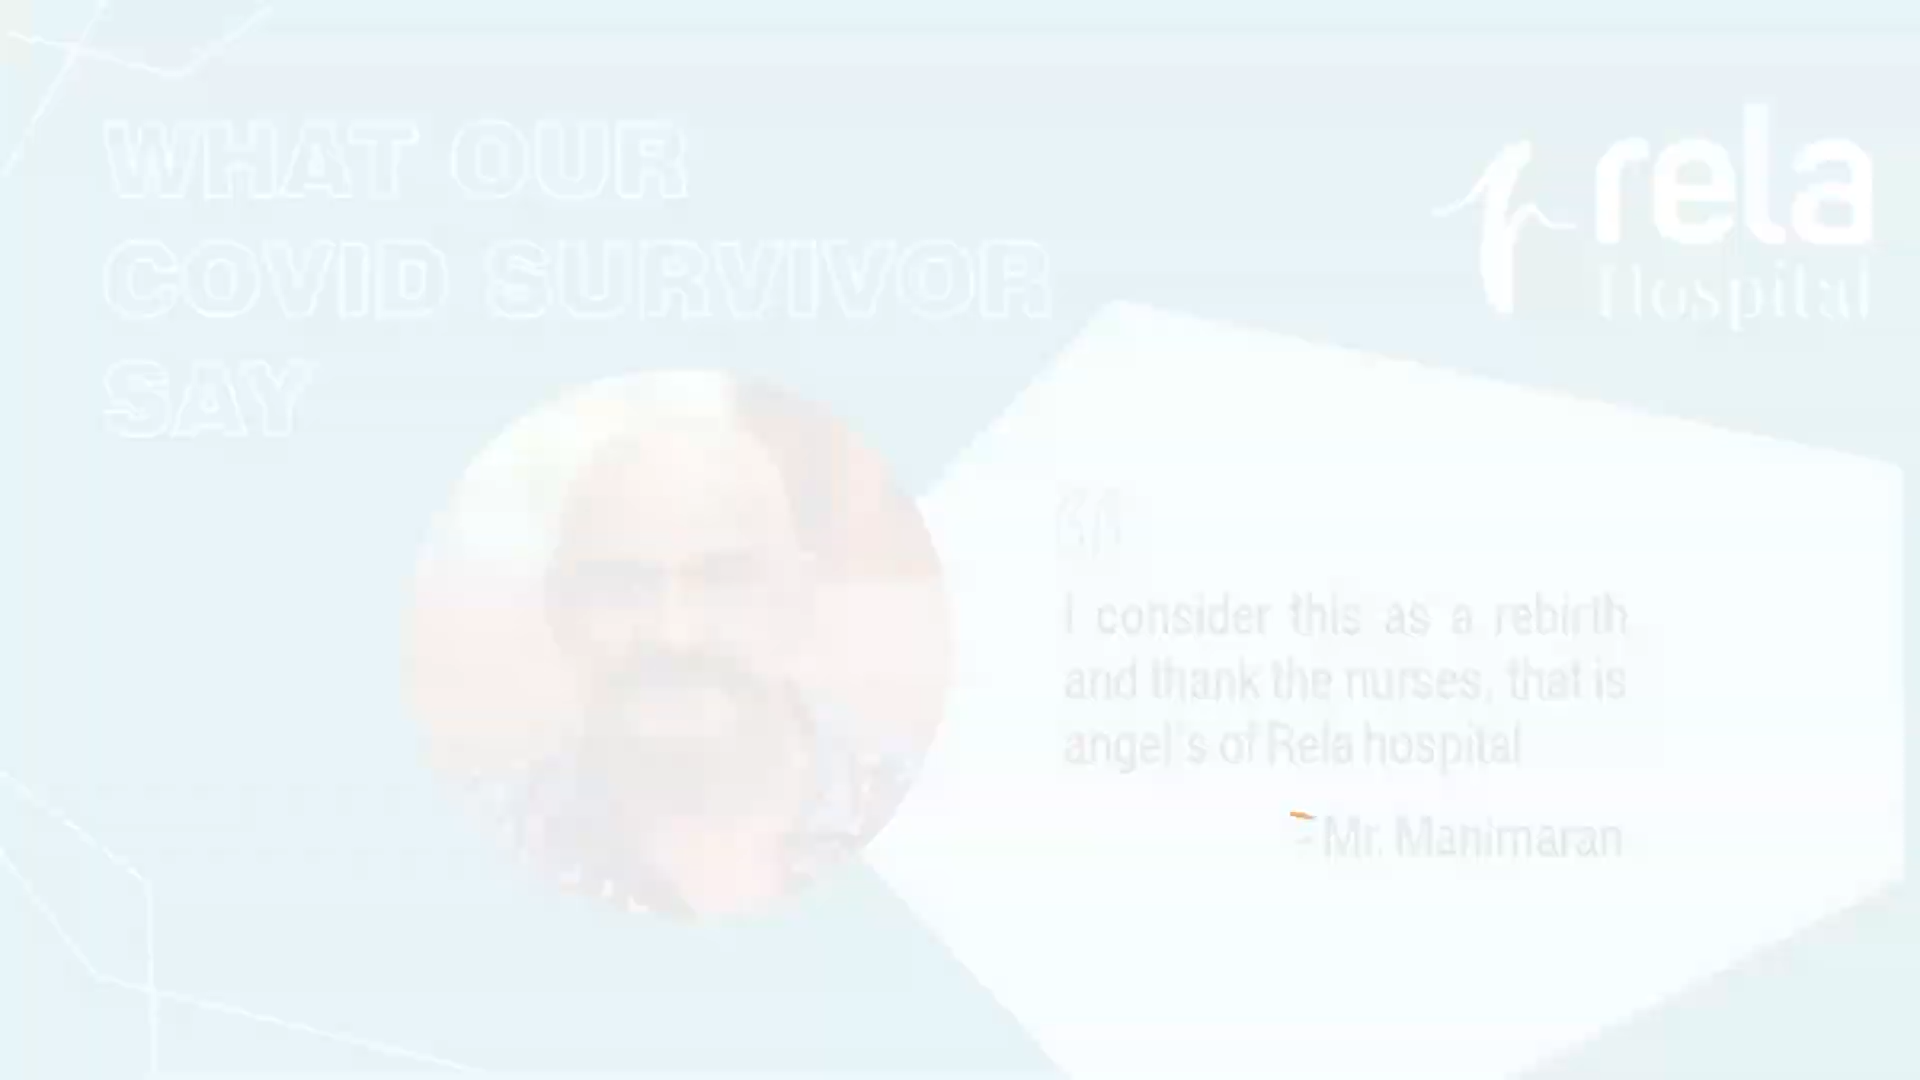 WHAT OUR
COVID SURVIVOR
SAY
rela
Hospital
I consider this as a rebirth
and thank the nurses, that is
angel's of Rela hospital
- Mr. Manimaran